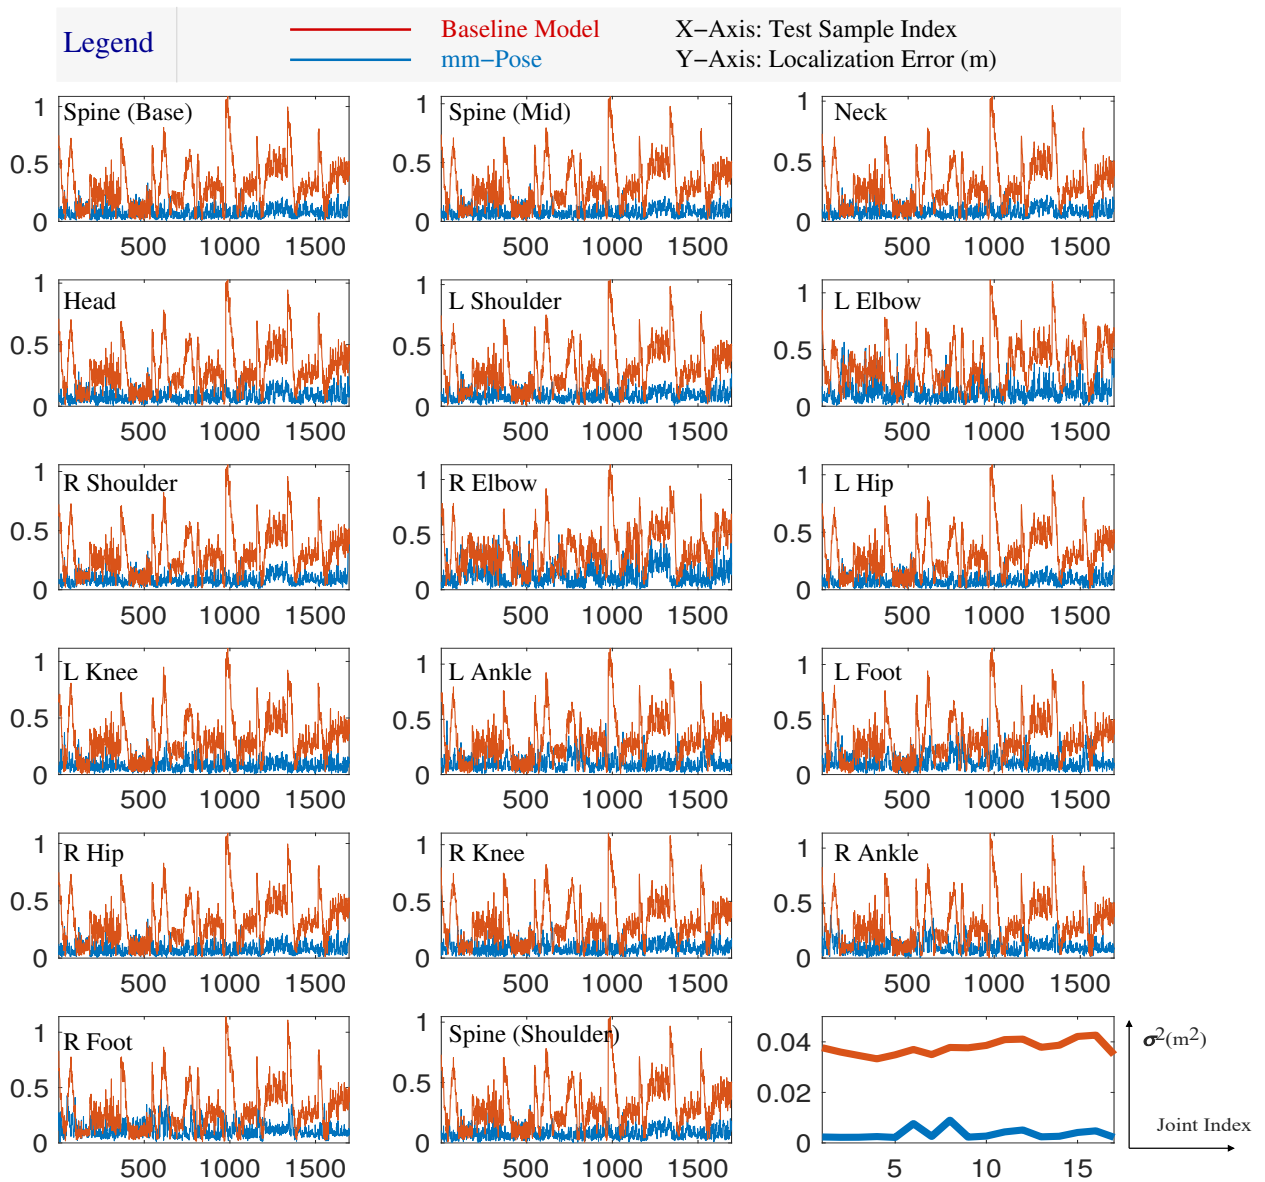 Legend
Baseline Model
X−Axis: Test Sample Index
mm−Pose
Y−Axis: Localization Error (m)
Spine (Base)
1
0.5
0
500 1000 1500
Spine (Mid)
1
0.5
0
500 1000 1500
Neck
1
0.5
0
500 1000 1500
Head
1
0.5
0
500 1000 1500
L Shoulder
1
0.5
0
500 1000 1500
L Elbow
1
0.5
0
500 1000 1500
R Shoulder
1
0.5
0
500 1000 1500
R Elbow
1
0.5
0
500 1000 1500
L Hip
1
0.5
0
500 1000 1500
L Knee
1
0.5
0
500 1000 1500
L Ankle
1
0.5
0
500 1000 1500
L Foot
1
0.5
0
500 1000 1500
R Hip
1
0.5
0
500 1000 1500
R Knee
1
0.5
0
500 1000 1500
R Ankle
1
0.5
0
500 1000 1500
R Foot
1
0.5
0
500 1000 1500
Spine (Shoulder)
1
0.5
0
500 1000 1500
0.04
0.02
0
5 10 15
σ²(m²)
Joint Index